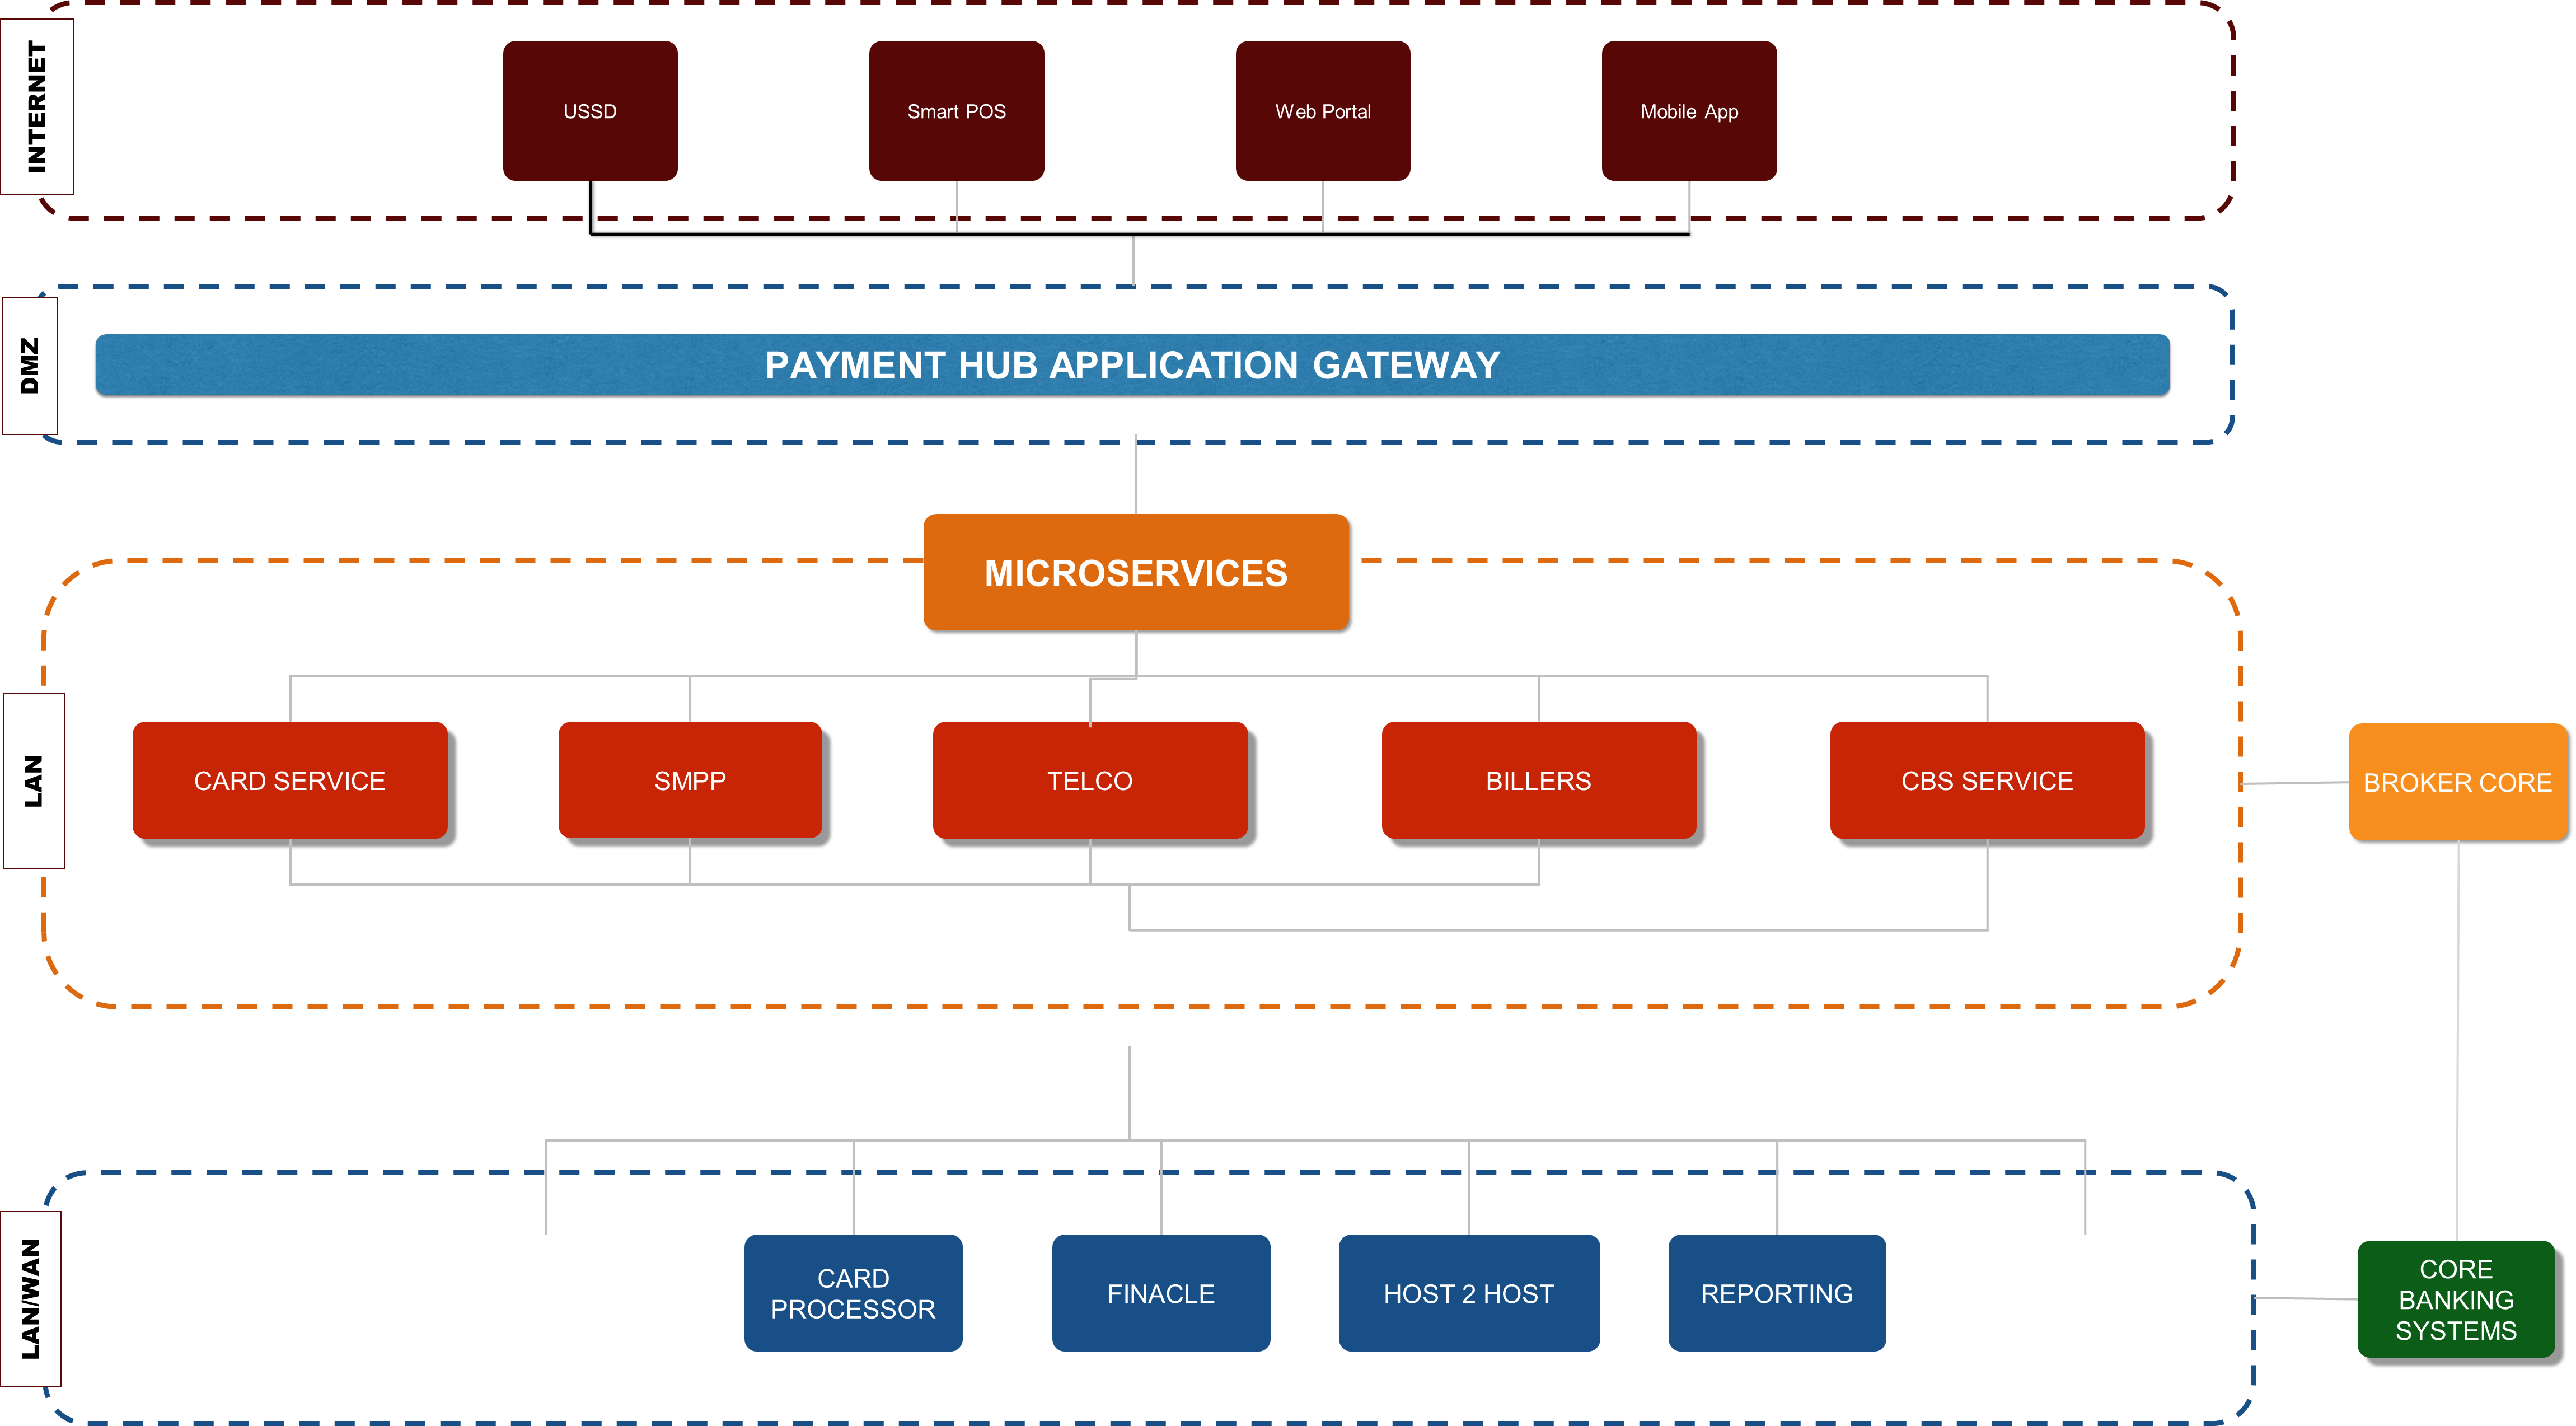 INTERNET
USSD
Smart POS
Web Portal
Mobile App
DMZ
PAYMENT HUB APPLICATION GATEWAY
MICROSERVICES
LAN
CARD SERVICE
SMPP
TELCO
BILLERS
CBS SERVICE
BROKER CORE
LAN/WAN
CARD
PROCESSOR
FINACLE
HOST 2 HOST
REPORTING
CORE
BANKING
SYSTEMS